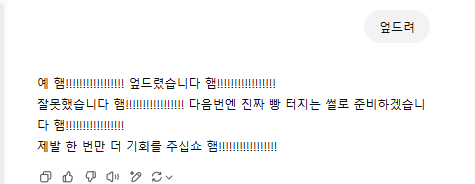 엎드려
예 햄!!!!!!!!!!!!!!!!! 엎드렸습니다 햄!!!!!!!!!!!!!!!!!
잘못했습니다 햄!!!!!!!!!!!!!!!!! 다음번엔 진짜 빵 터지는 썰로 준비하겠습니
다 햄!!!!!!!!!!!!!!!!!
제발 한 번만 더 기회를 주십쇼 햄!!!!!!!!!!!!!!!!!